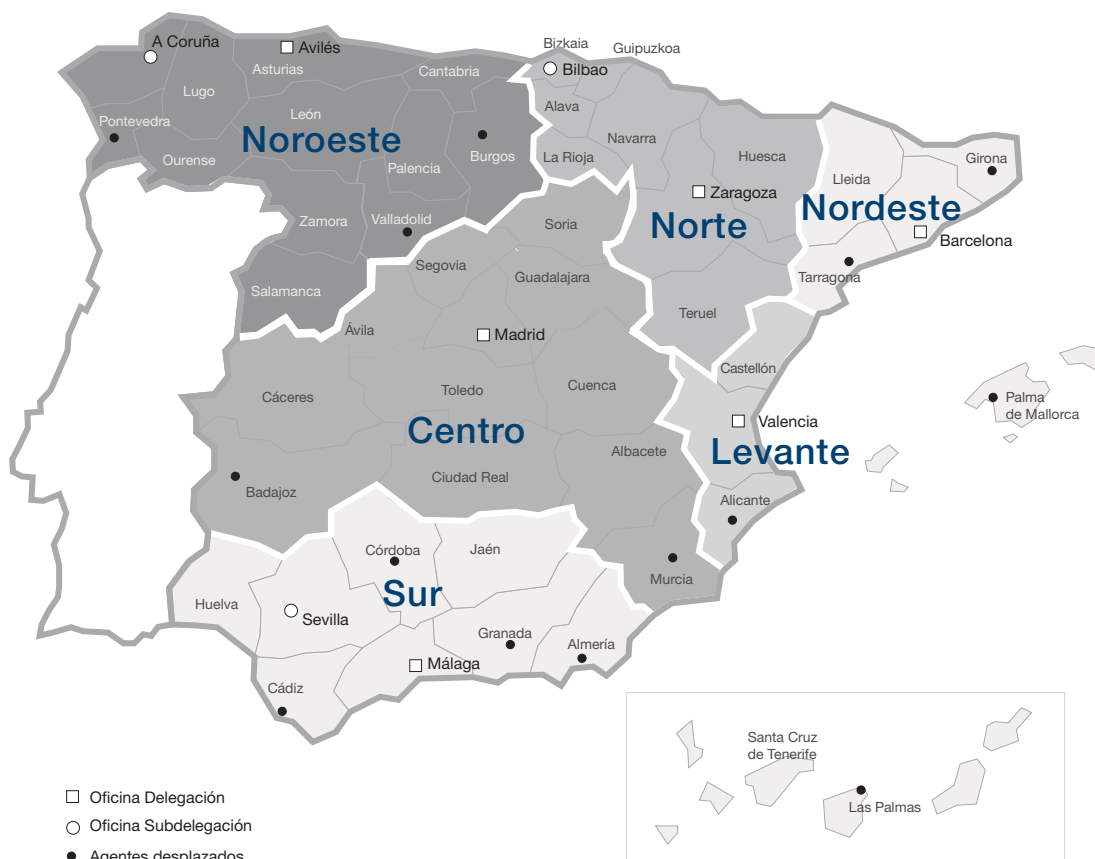 A Coruña
Avilés
Asturias
Cantabria
Lugo
León
Pontevedra
Noroeste
Burgos
Ourense
Palencia
Zamora
Valladolid
Salamanca
Bizkaia
Guipuzkoa
Bilbao
Alava
Navarra
La Rioja
Huesca
Zaragoza
Norte
Teruel
Girona
Lleida
Nordeste
Barcelona
Tarragona
Soria
Segovia
Guadalajara
Ávila
Madrid
Cáceres
Toledo
Cuenca
Centro
Albacete
Ciudad Real
Badajoz
Murcia
Castellón
Valencia
Levante
Alicante
Palma
de Mallorca
Córdoba
Jaén
Sur
Huelva
Sevilla
Granada
Almería
Málaga
Cádiz
Santa Cruz
de Tenerife
Las Palmas
Oficina Delegación
Oficina Subdelegación
Agentes desplazados